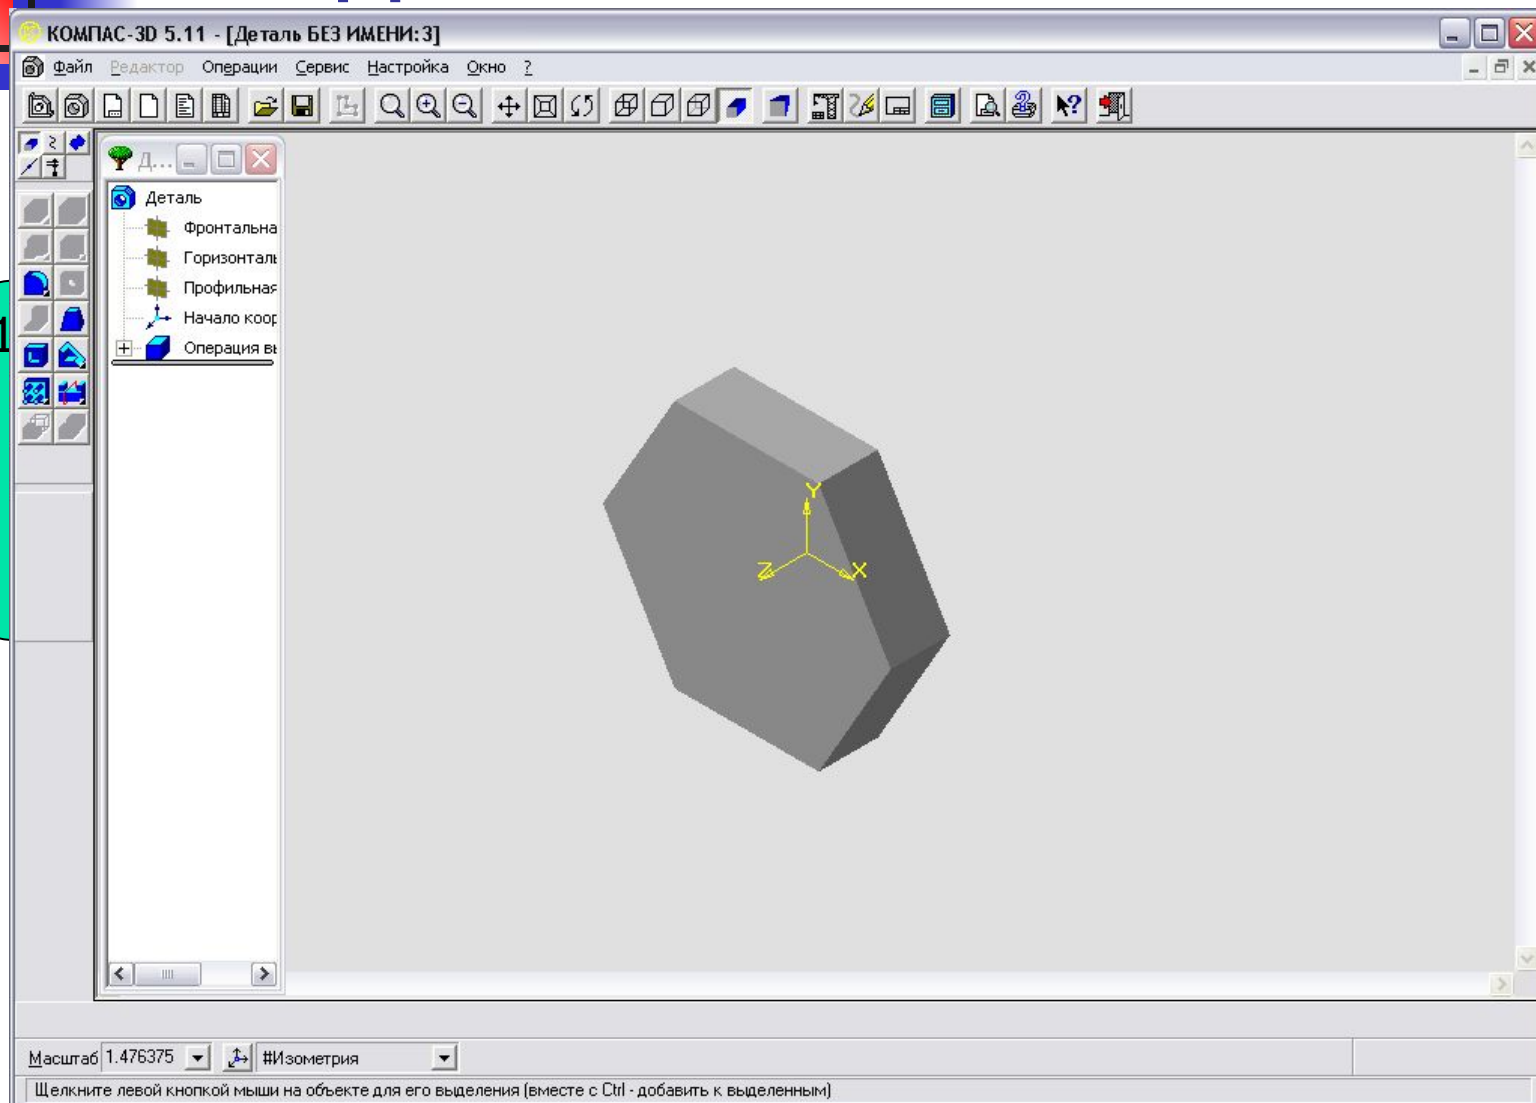 КОМПАС-3D 5.11 - [Деталь БЕЗ ИМЕНИ:3]
Файл Редактор Операции Сервис Настройка Окно ?
Д...
Деталь
Фронтальна
Горизонталь
Профильная
Начало коор
Операция вы
1
Y
Z X
Масштаб 1.476375 #Изометрия
Щелкните левой кнопкой мыши на объекте для его выделения (вместе с Ctrl - добавить к выделенным)